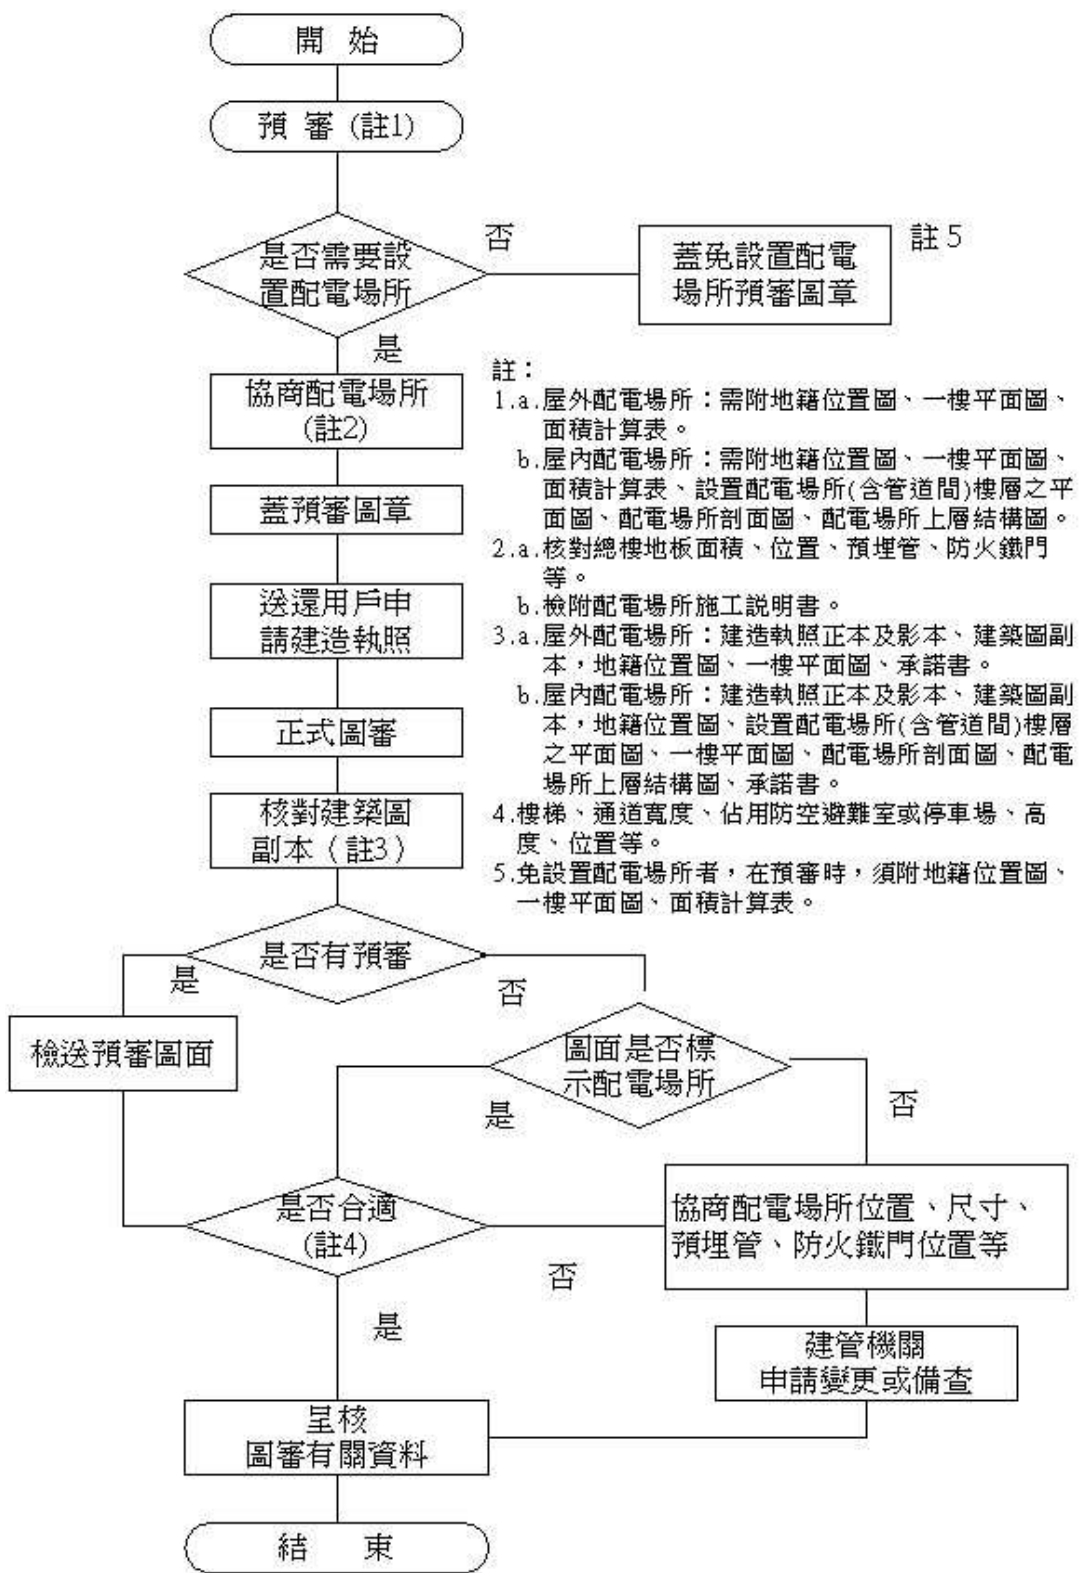 開 始
預 審 (註1)
是否需要設
置配電場所
否
蓋免設置配電
場所預審圖章
註 5
是
協商配電場所
(註2)
蓋預審圖章
送還用戶申
請建造執照
正式圖審
核對建築圖
副本（註3）
註：
1.a.屋外配電場所：需附地籍位置圖、一樓平面圖、
面積計算表。
b.屋內配電場所：需附地籍位置圖、一樓平面圖、
面積計算表、設置配電場所(含管道間)樓層之平
面圖、配電場所剖面圖、配電場所上層結構圖。
2.a.核對總樓地板面積、位置、預埋管、防火鐵門
等。
b.檢附配電場所施工說明書。
3.a.屋外配電場所：建造執照正本及影本、建築圖副
本，地籍位置圖、一樓平面圖、承諾書。
b.屋內配電場所：建造執照正本及影本、建築圖副
本，地籍位置圖、設置配電場所(含管道間)樓層
之平面圖、一樓平面圖、配電場所剖面圖、配電
場所上層結構圖、承諾書。
4.樓梯、通道寬度、佔用防空避難室或停車場、高
度、位置等。
5.免設置配電場所者，在預審時，須附地籍位置圖、
一樓平面圖、面積計算表。
是否有預審
是
否
檢送預審圖面
圖面是否標
示配電場所
是
否
是否合適
(註4)
否
是
協商配電場所位置、尺寸、
預埋管、防火鐵門位置等
建管機關
申請變更或備查
呈核
圖審有關資料
結 束